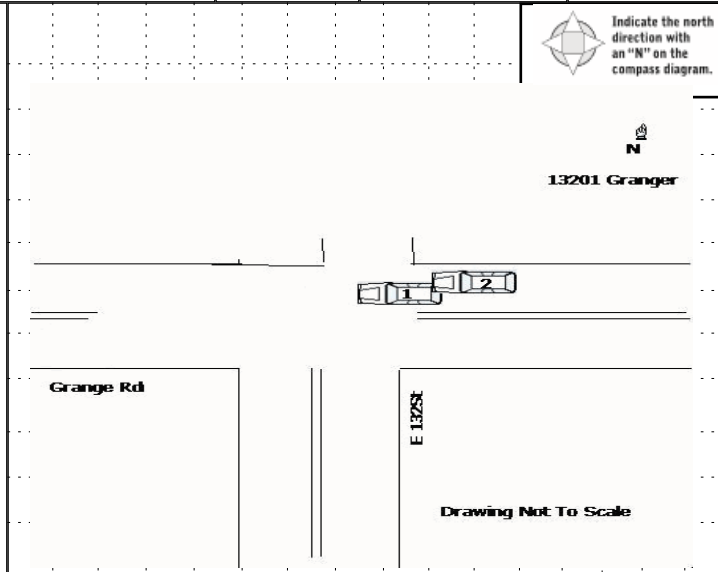 Indicate the north
direction with
an "N" on the
compass diagram.
N
13201 Granger
1
2
Grange Rd
E 132St
Drawing Not To Scale